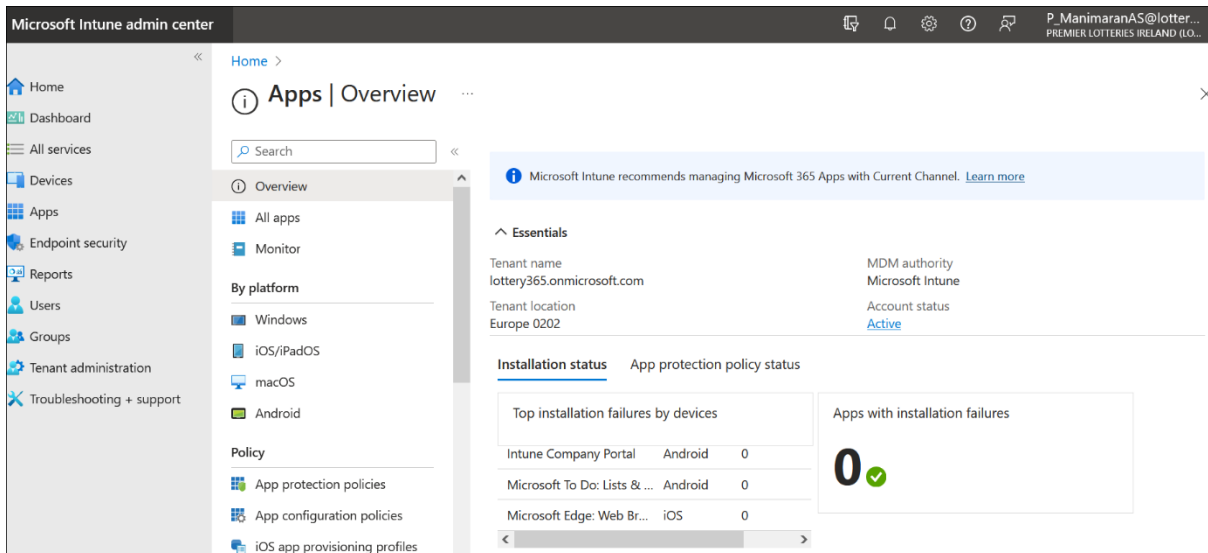 Microsoft Intune admin center
P_ManimaranAS@lotter...
PREMIER LOTTERIES IRELAND (LO...
Home
Dashboard
All services
Devices
Apps
Endpoint security
Reports
Users
Groups
Tenant administration
Troubleshooting + support
Home >
Apps | Overview ...
Search
Overview
All apps
Monitor
By platform
Windows
iOS/iPadOS
macOS
Android
Policy
App protection policies
App configuration policies
iOS app provisioning profiles
Microsoft Intune recommends managing Microsoft 365 Apps with Current Channel. Learn more
Essentials
Tenant name
lottery365.onmicrosoft.com
Tenant location
Europe 0202
MDM authority
Microsoft Intune
Account status
Active
Installation status App protection policy status
Top installation failures by devices
Intune Company Portal Android 0
Microsoft To Do: Lists & ... Android 0
Microsoft Edge: Web Br... iOS 0
Apps with installation failures
0